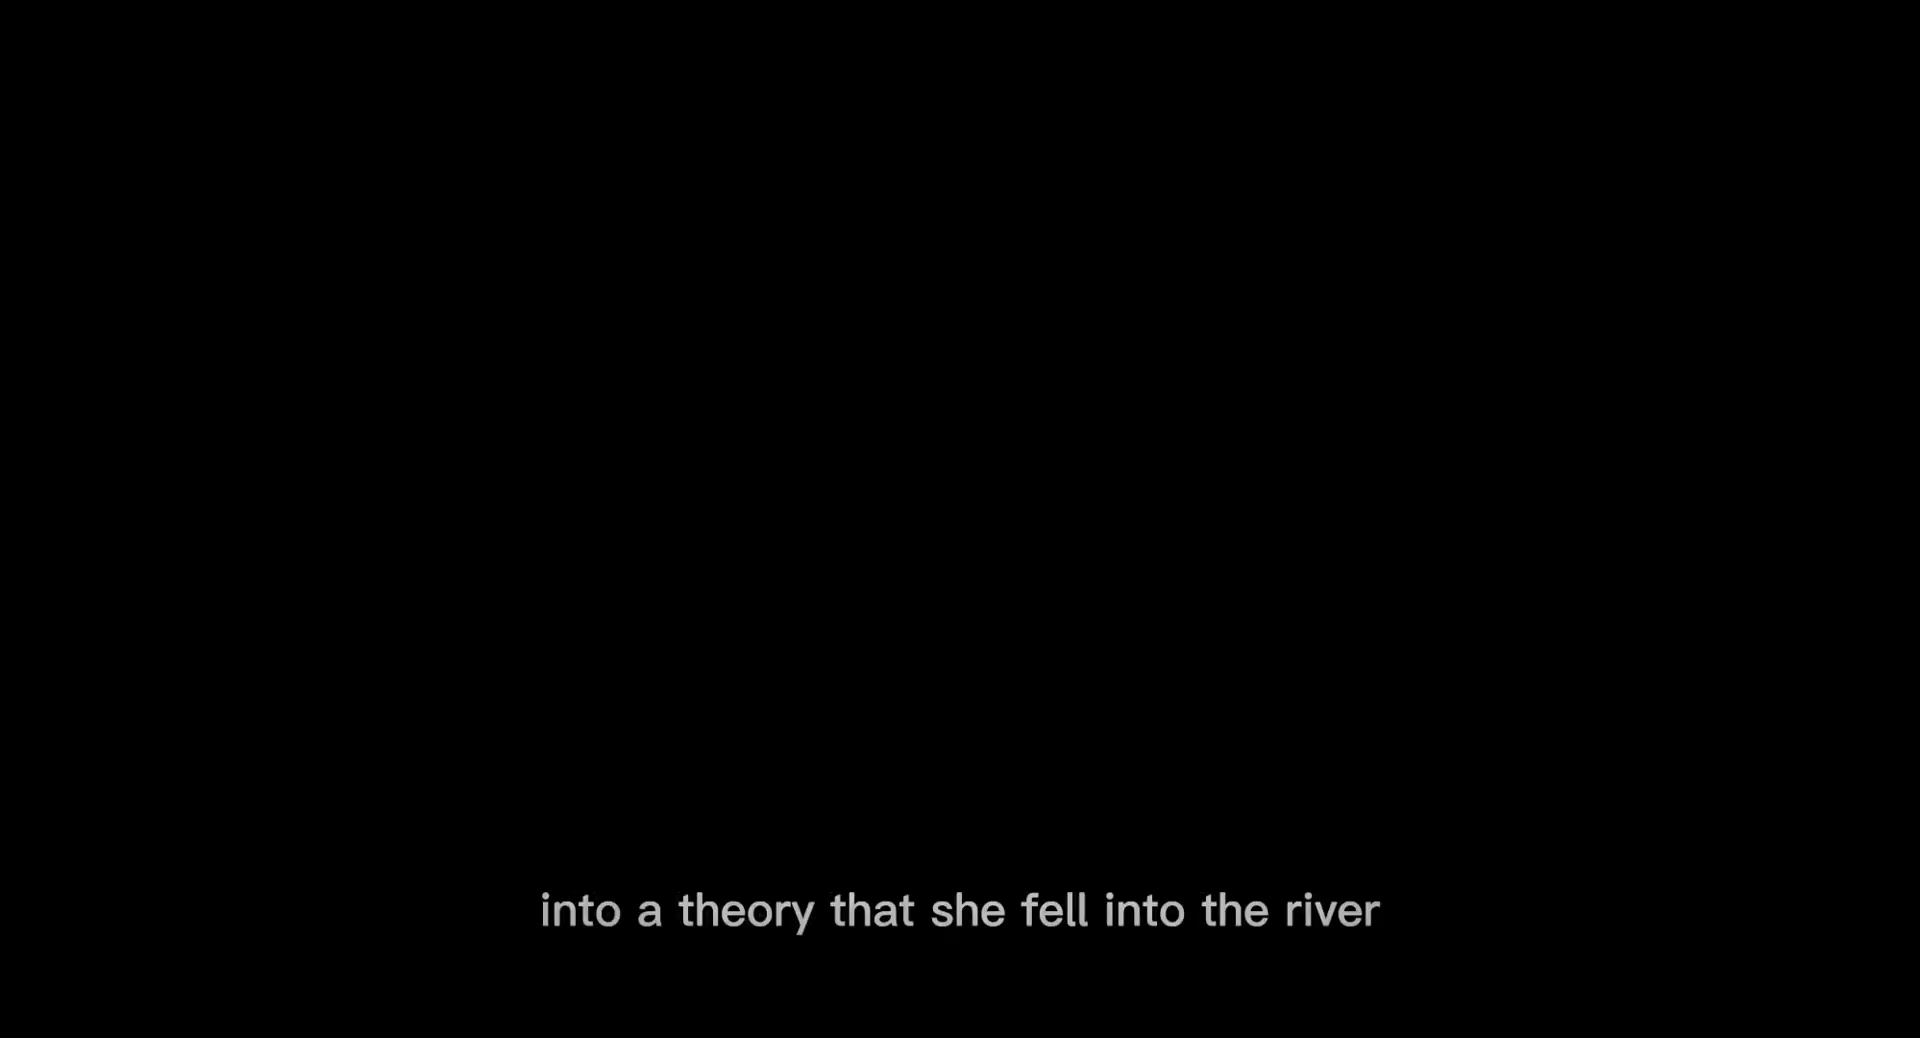 into a theory that she fell into the river